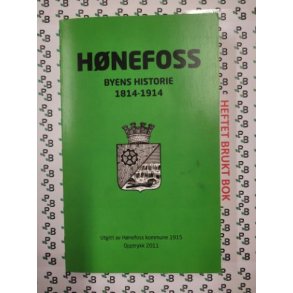 HØNEFOSS
BYENS HISTORIE
1814-1914
Utgitt av Hønefoss kommune 1915
Opptrykk 2011
HEFTET BRUKT BOK